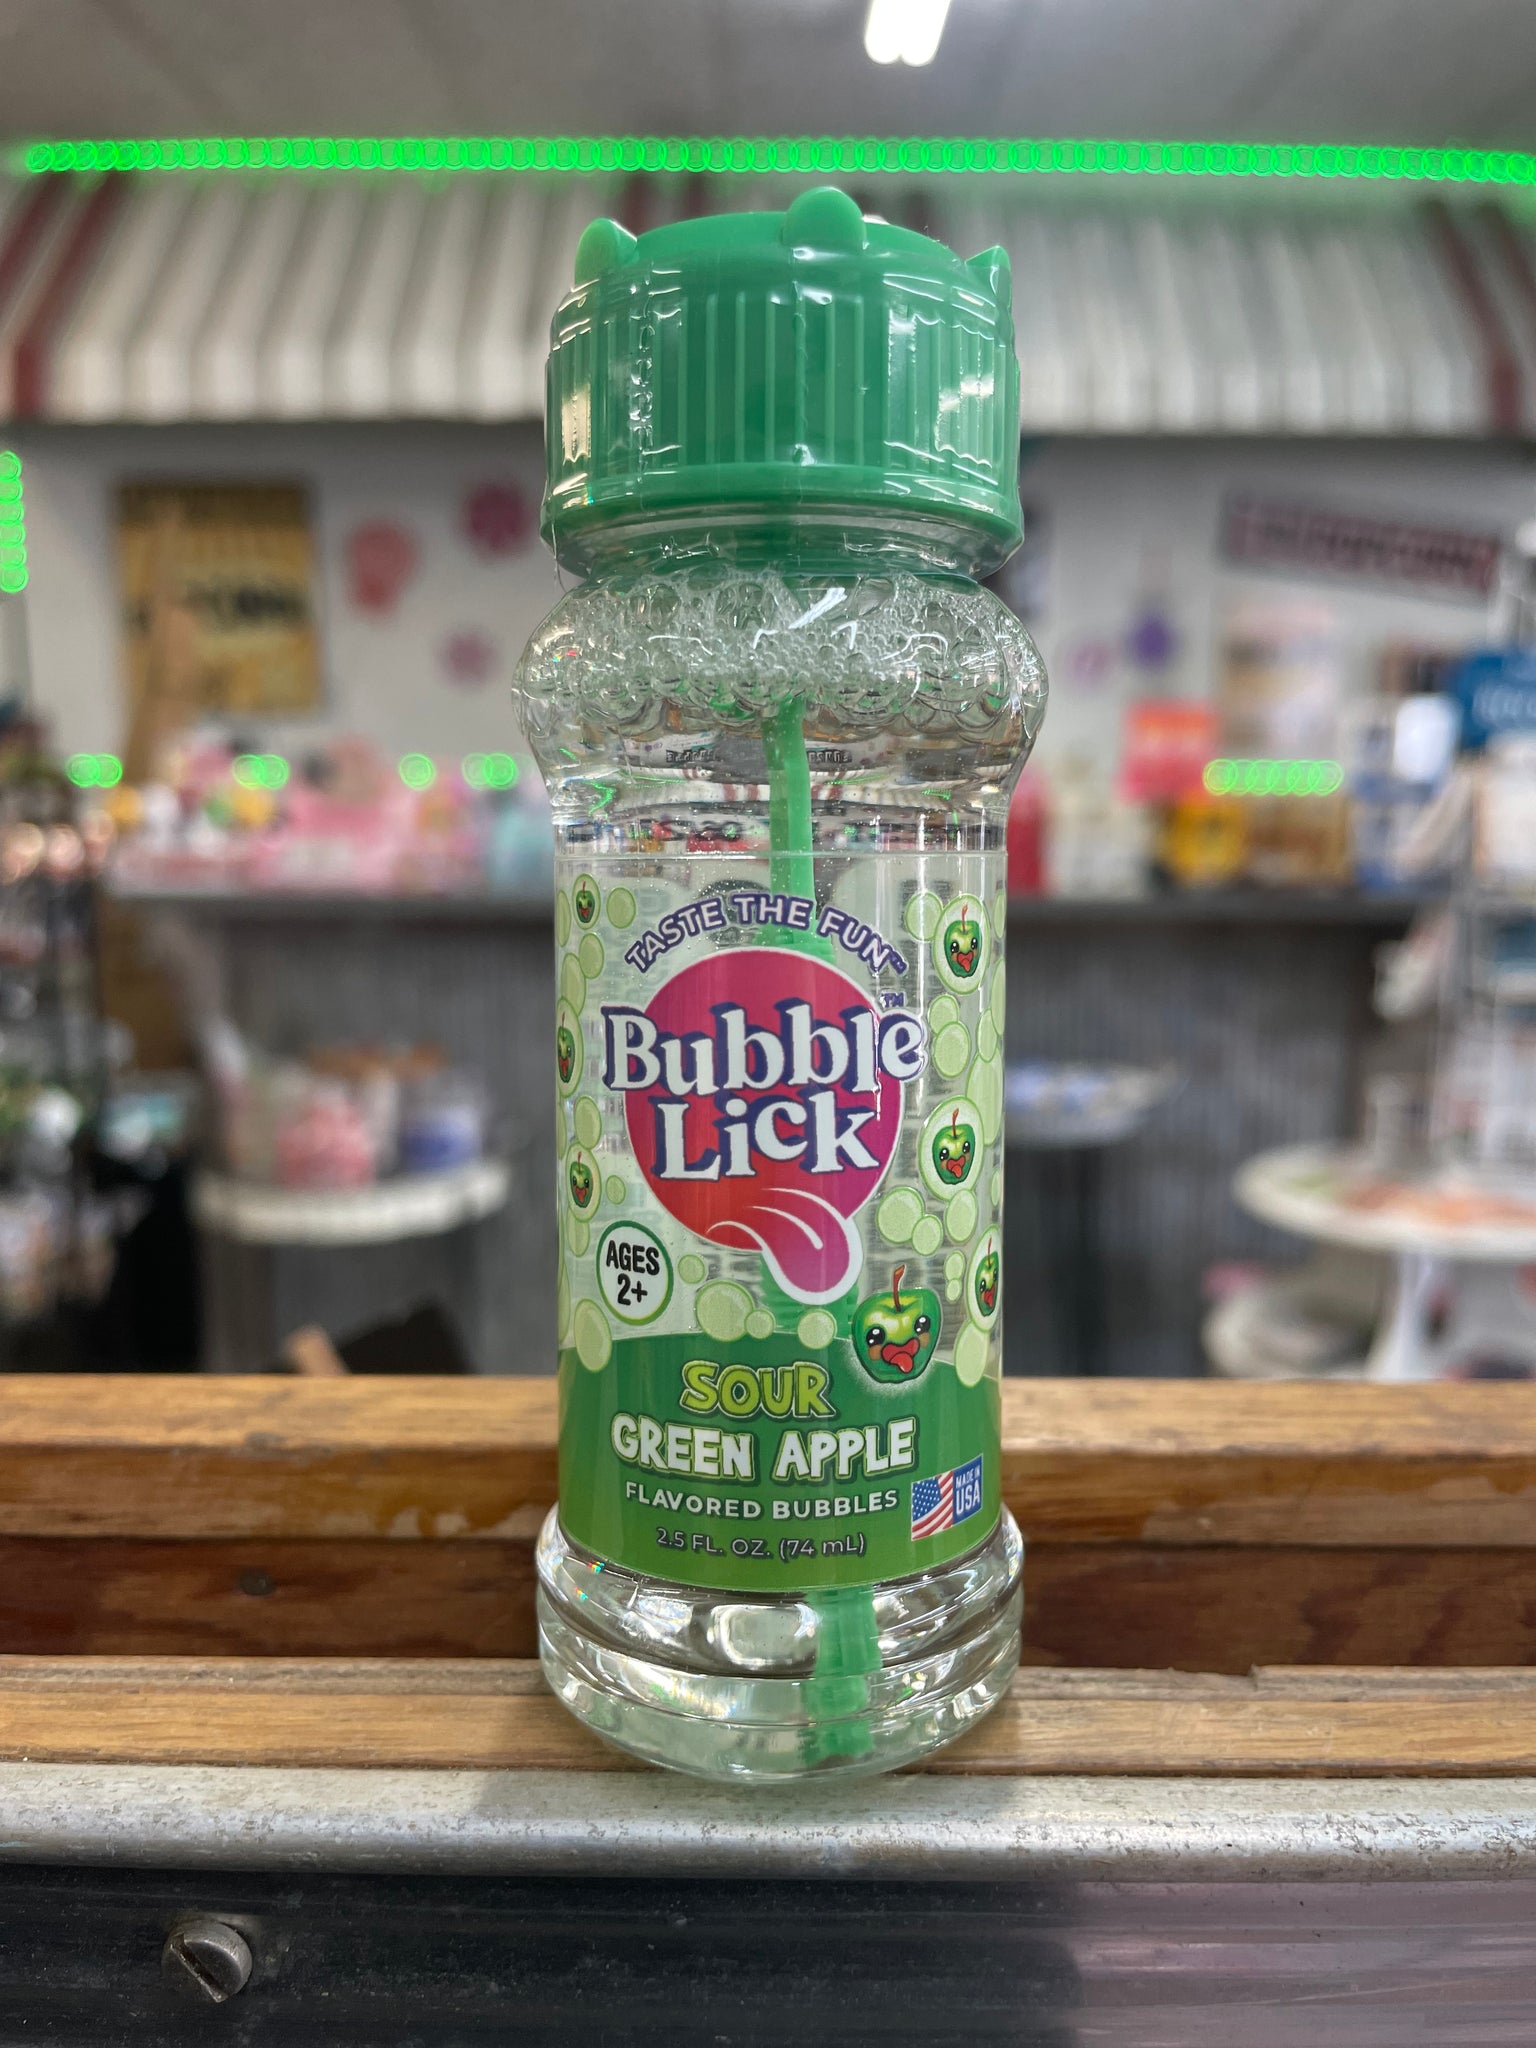 TASTE THE FUN™
Bubble™
Lick
AGES
2+
SOUR
GREEN APPLE
FLAVORED BUBBLES
MADE IN
USA
2.5 FL. OZ. (74 mL)